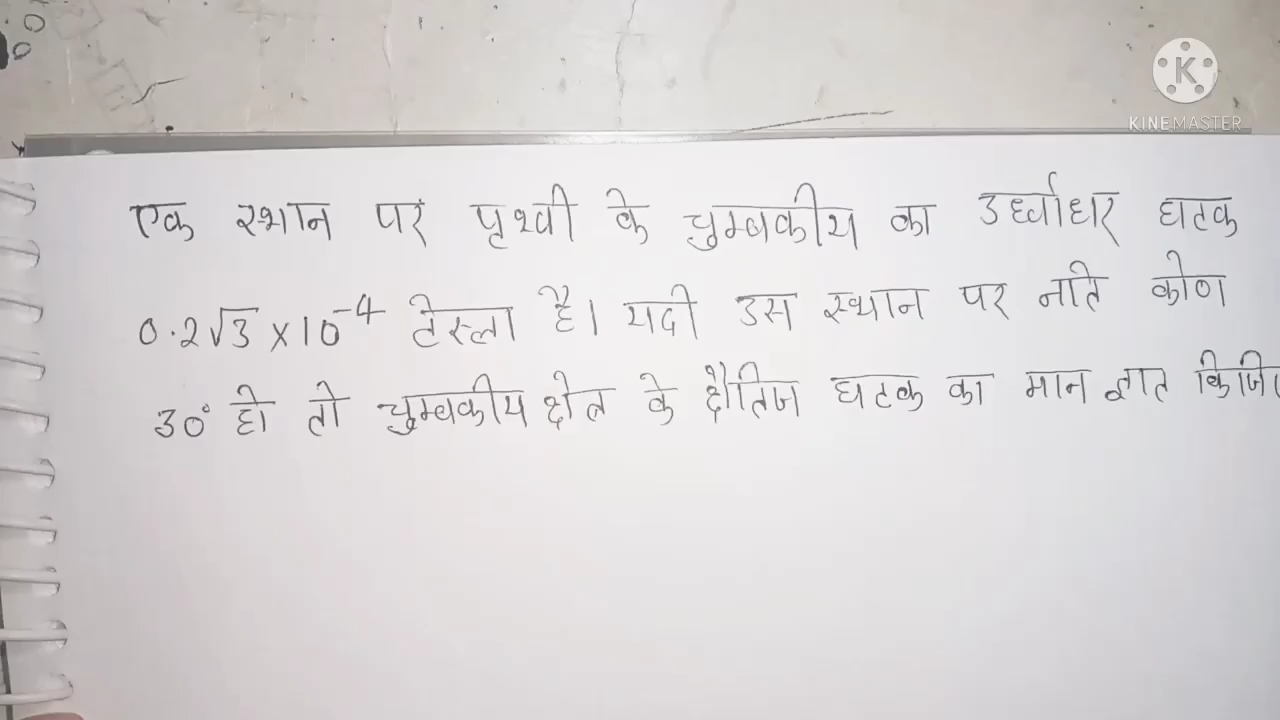 KINEMASTER
एक स्थान पर पृथ्वी के चुम्बकीय का उर्ध्वाधर घटक
0.2√3 × 10⁻⁴ टेस्ला है। यदी उस स्थान पर नति कोण
30° हो तो चुम्बकीय क्षेत्र के क्षैतिज घटक का मान ज्ञात किजिए